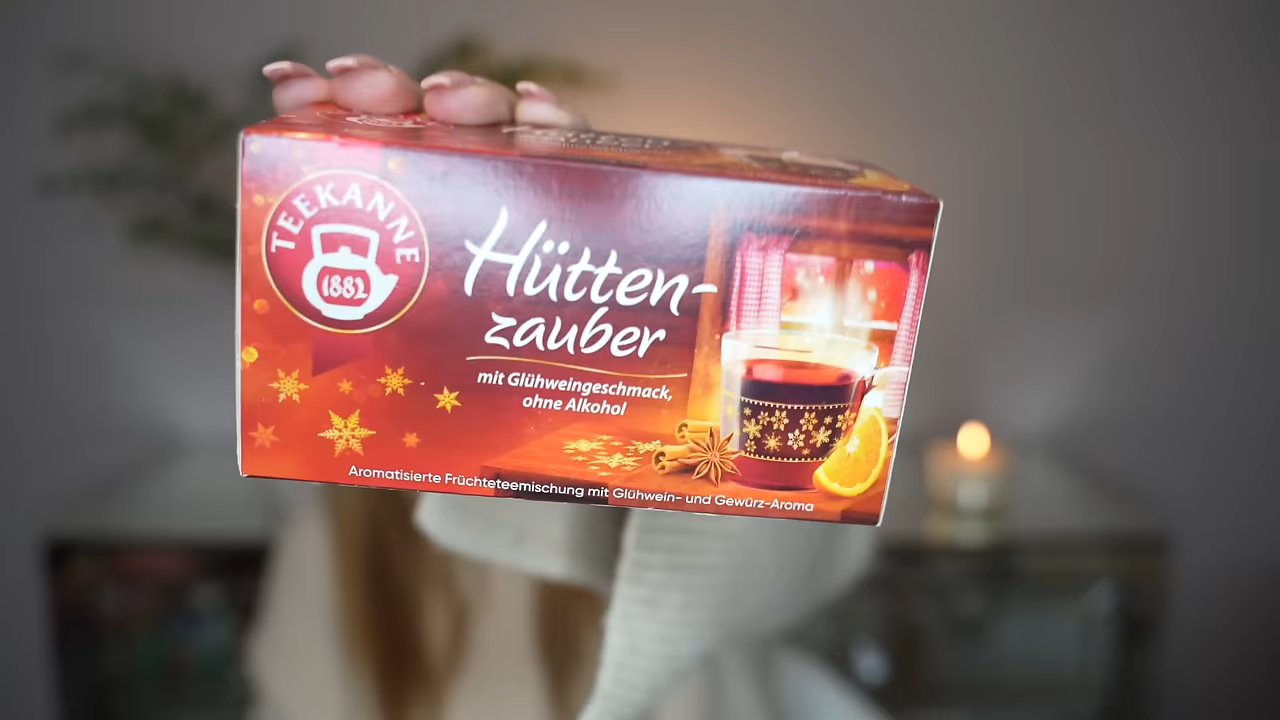 TEEKANNE
1882
Hütten-
zauber
mit Glühweingeschmack,
ohne Alkohol
Aromatisierte Früchteteemischung mit Glühwein- und Gewürz-Aroma